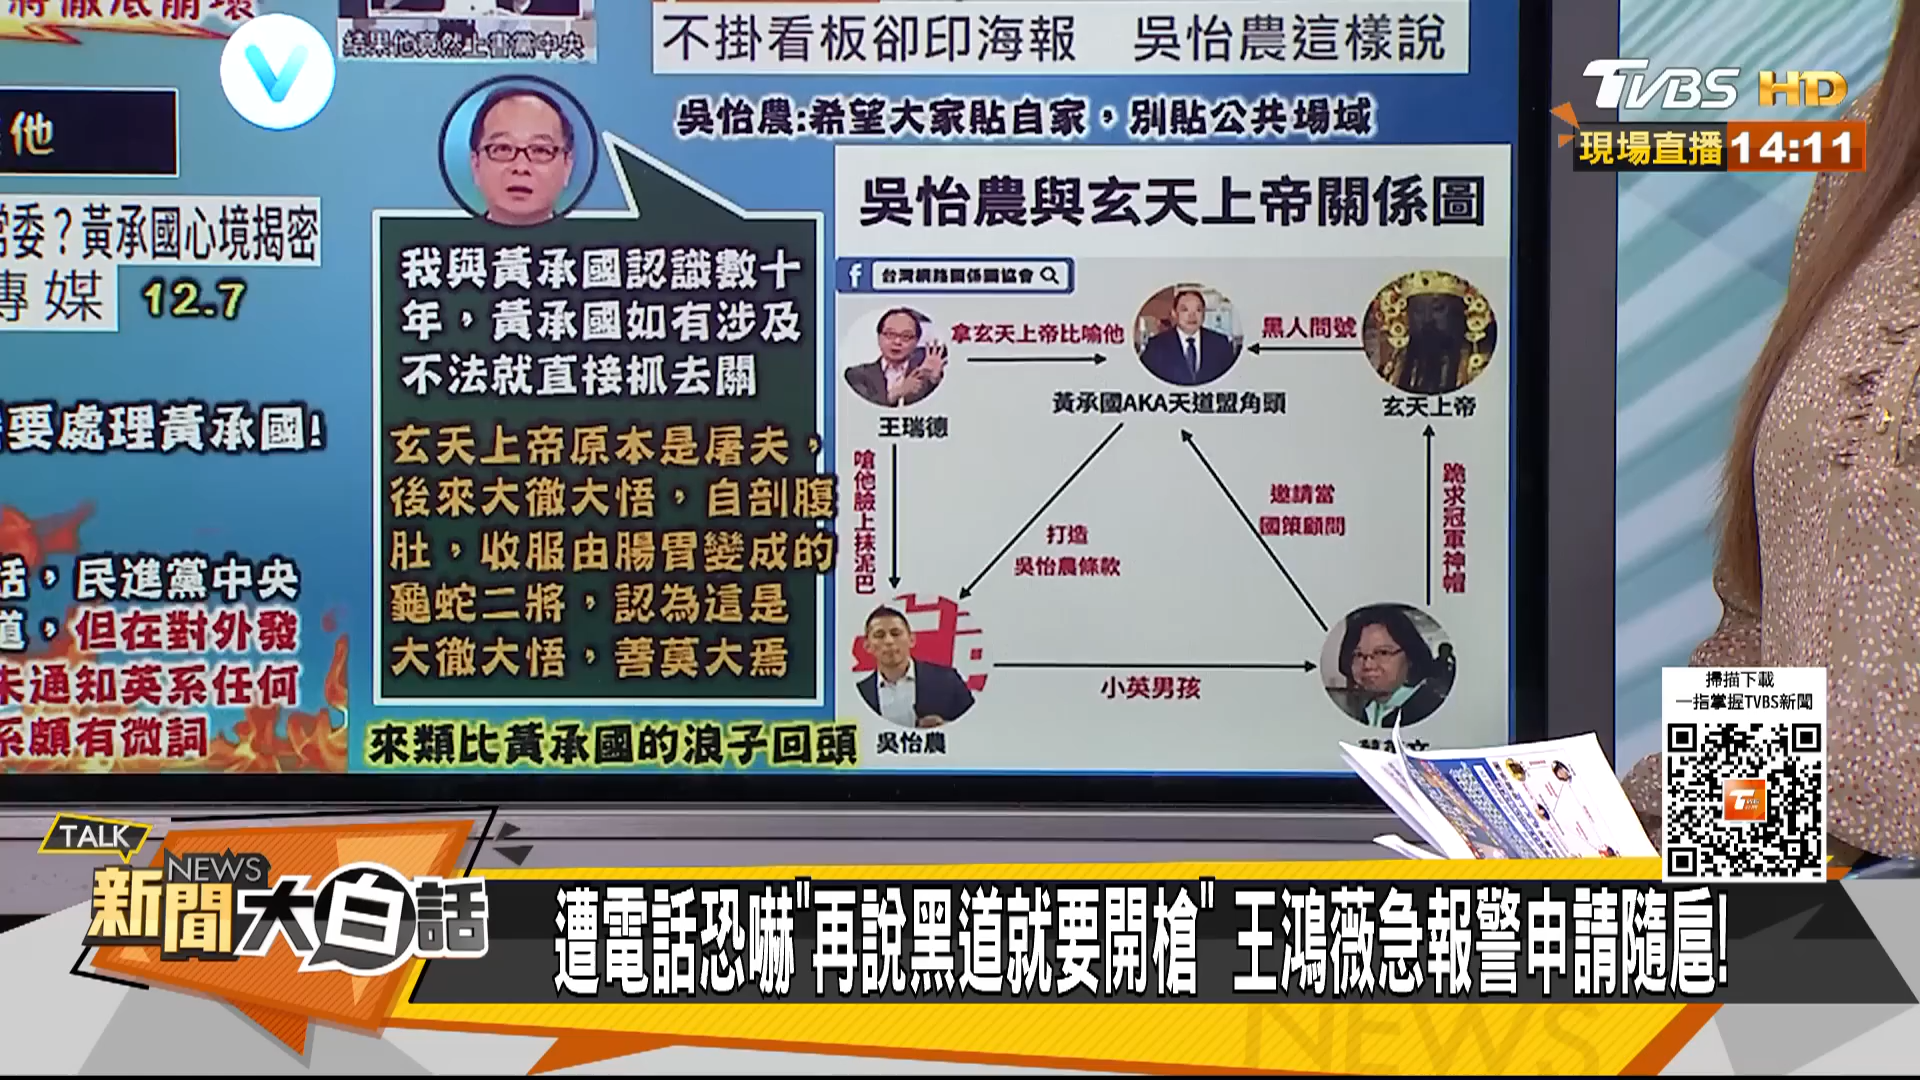 將徹底崩壞
結果他竟然上書黨中央
不掛看板卻印海報 吳怡農這樣說
吳怡農:希望大家貼自家，別貼公共場域
TVBS HD
現場直播 14:11
他
常委？黃承國心境揭密
傳媒 12.7
要處理黃承國!
話，民進黨中央
道，但在對外發
未通知英系任何
系頗有微詞
我與黃承國認識數十
年，黃承國如有涉及
不法就直接抓去關
玄天上帝原本是屠夫，
後來大徹大悟，自剖腹
肚，收服由腸胃變成的
龜蛇二將，認為這是
大徹大悟，善莫大焉
來類比黃承國的浪子回頭
吳怡農與玄天上帝關係圖
f 台灣網路關係圖協會
拿玄天上帝比喻他
黑人問號
王瑞德
黃承國AKA天道盟角頭
玄天上帝
嗆他臉上抹泥巴
打造
吳怡農條款
邀請當
國策顧問
跪求冠軍神帽
小英男孩
吳怡農
掃描下載
一指掌握TVBS新聞
TALK
NEWS
新聞大白話
遭電話恐嚇"再說黑道就要開槍" 王鴻薇急報警申請隨扈!
NEWS